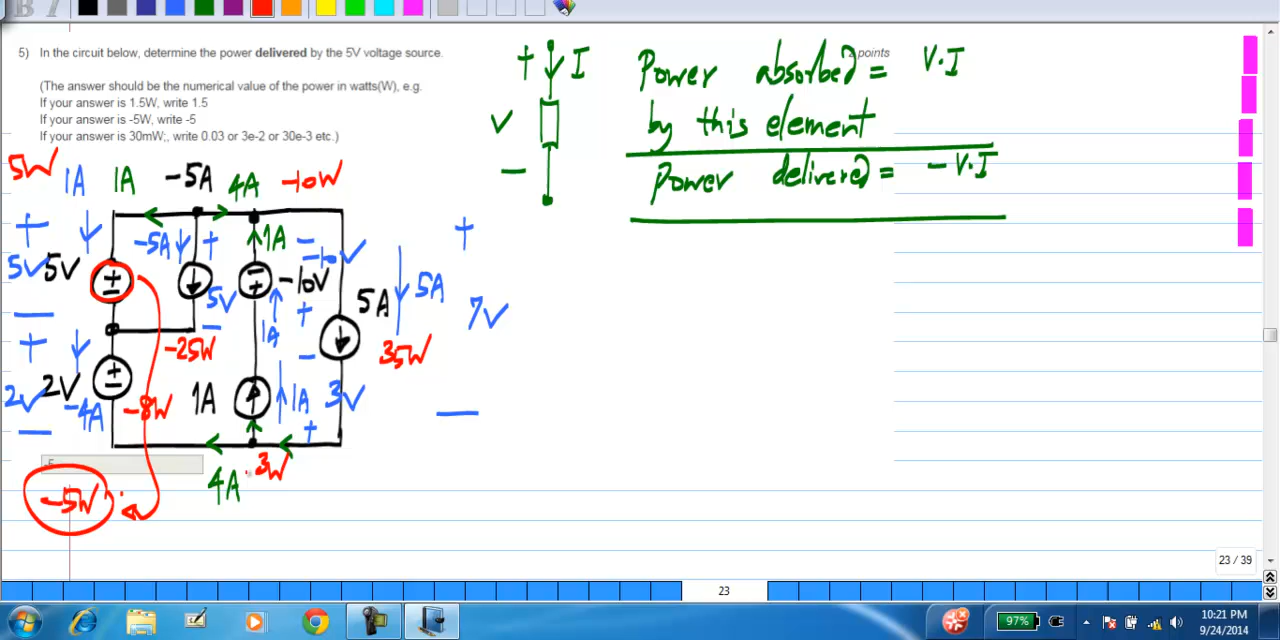 5) In the circuit below, determine the power delivered by the 5V voltage source.
points
(The answer should be the numerical value of the power in watts(W), e.g.
If your answer is 1.5W, write 1.5
If your answer is -5W, write -5
If your answer is 30mW;, write 0.03 or 3e-2 or 30e-3 etc.)
+ I
V
−
Power absorbed = V·I
by this element
Power delivered = − V·I
5W 1A 1A -5A 4A -10W
+ -5A + 1A − -10V +
5V 5V ± 5V − + -10V 5A 5A 7V
− − 1A +
+ -25W − 35W
2V 2V ± -4A -8W 1A 1A 3V −
− +
-5
4A -3W
-5W
23 / 39
23
97%
10:21 PM
9/24/2014